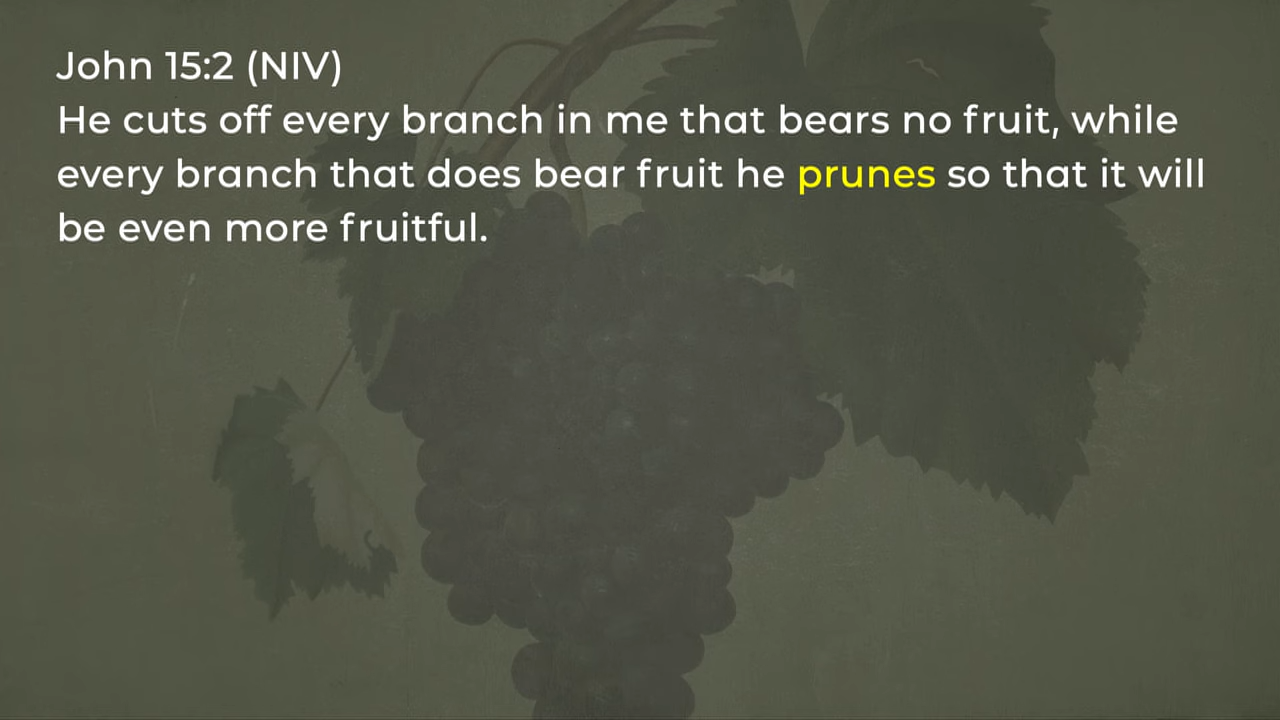 John 15:2 (NIV)
He cuts off every branch in me that bears no fruit, while
every branch that does bear fruit he prunes so that it will
be even more fruitful.